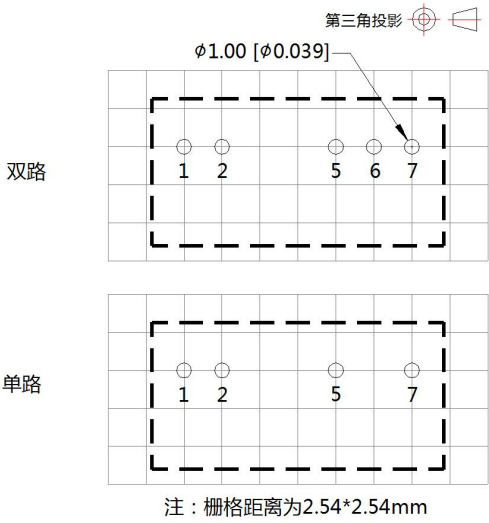 第三角投影
ϕ1.00 [ϕ0.039]
双路
1 2 5 6 7
单路
1 2 5 7
注：栅格距离为2.54*2.54mm